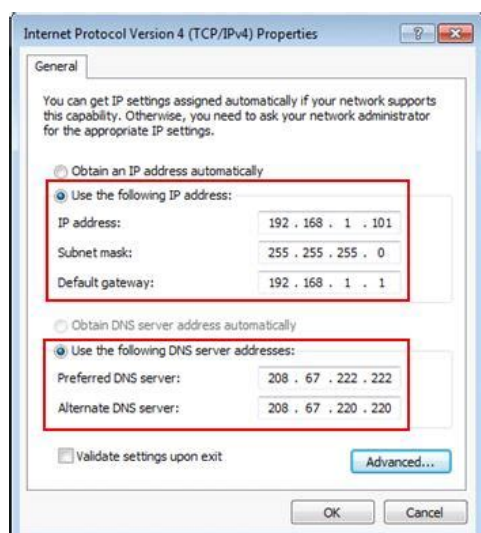 Internet Protocol Version 4 (TCP/IPv4) Properties
General
You can get IP settings assigned automatically if your network supports
this capability. Otherwise, you need to ask your network administrator
for the appropriate IP settings.
Obtain an IP address automatically
Use the following IP address:
IP address: 192 . 168 . 1 . 101
Subnet mask: 255 . 255 . 255 . 0
Default gateway: 192 . 168 . 1 . 1
Obtain DNS server address automatically
Use the following DNS server addresses:
Preferred DNS server: 208 . 67 . 222 . 222
Alternate DNS server: 208 . 67 . 220 . 220
Validate settings upon exit
Advanced...
OK Cancel